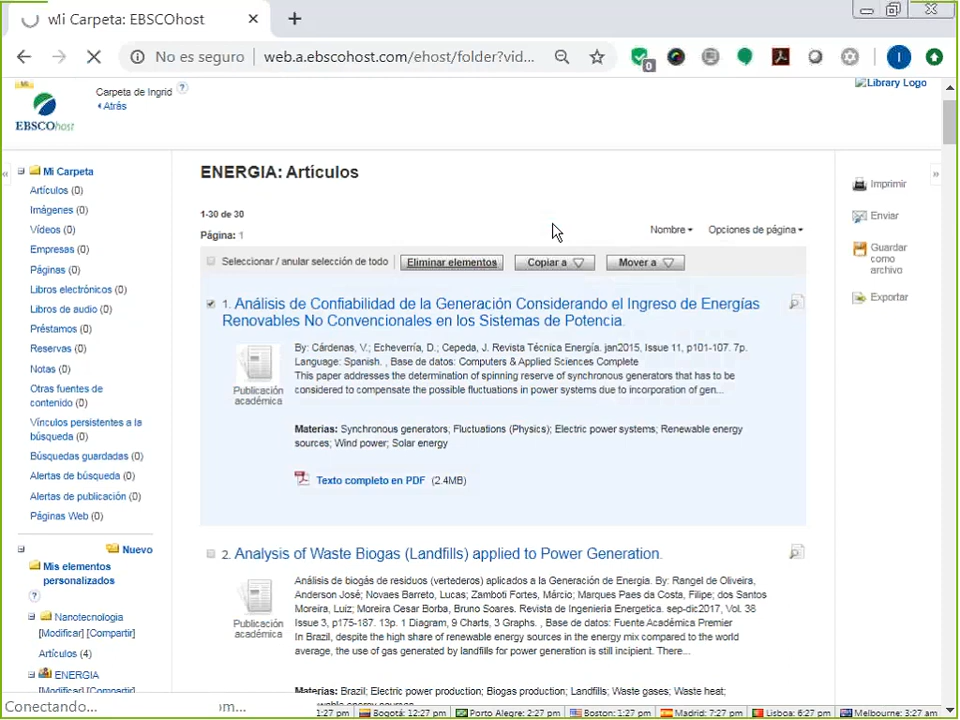 Mi Carpeta: EBSCOhost
No es seguro
web.a.ebscohost.com/ehost/folder?vid...
0
I
Mi
EBSCOhost
Carpeta de Ingrid
?
Atrás
Library Logo
«
»
Mi Carpeta
Artículos (0)
Imágenes (0)
Vídeos (0)
Empresas (0)
Páginas (0)
Libros electrónicos (0)
Libros de audio (0)
Préstamos (0)
Reservas (0)
Notas (0)
Otras fuentes de
contenido (0)
Vínculos persistentes a la
búsqueda (0)
Búsquedas guardadas (0)
Alertas de búsqueda (0)
Alertas de publicación (0)
Páginas Web (0)
Nuevo
Mis elementos
personalizados
?
Nanotecnologia
[Modificar] [Compartir]
Artículos (4)
ENERGIA
[Modificar] [Compartir]
ENERGIA: Artículos
1-30 de 30
Página: 1
Nombre
Opciones de página
Seleccionar / anular selección de todo
Eliminar elementos
Copiar a
Mover a
1. Análisis de Confiabilidad de la Generación Considerando el Ingreso de Energías
Renovables No Convencionales en los Sistemas de Potencia.
Publicación
académica
By: Cárdenas, V.; Echeverría, D.; Cepeda, J. Revista Técnica Energía. jan2015, Issue 11, p101-107. 7p.
Language: Spanish. , Base de datos: Computers & Applied Sciences Complete
This paper addresses the determination of spinning reserve of synchronous generators that has to be
considered to compensate the possible fluctuations in power systems due to incorporation of gen...
Materias: Synchronous generators; Fluctuations (Physics); Electric power systems; Renewable energy
sources; Wind power; Solar energy
Texto completo en PDF (2.4MB)
2. Analysis of Waste Biogas (Landfills) applied to Power Generation.
Publicación
académica
Análisis de biogás de residuos (vertederos) aplicados a la Generación de Energia. By: Rangel de Oliveira,
Anderson José; Novaes Barreto, Lucas; Zamboti Fortes, Márcio; Marques Paes da Costa, Filipe; dos Santos
Moreira, Luiz; Moreira Cesar Borba, Bruno Soares. Revista de Ingenieria Energetica. sep-dic2017, Vol. 38
Issue 3, p175-187. 13p. 1 Diagram, 9 Charts, 3 Graphs. , Base de datos: Fuente Académica Premier
In Brazil, despite the high share of renewable energy sources in the energy mix compared to the world
average, the use of gas generated by landfills for power generation is still incipient. There...
Materias: Brazil; Electric power production; Biogas production; Landfills; Waste gases; Waste heat;
Imprimir
Enviar
Guardar
como
archivo
Exportar
Conectando...
om...
1:27 pm
Bogotá: 12:27 pm
Porto Alegre: 2:27 pm
Boston: 1:27 pm
Madrid: 7:27 pm
Lisboa: 6:27 pm
Melbourne: 3:27 am